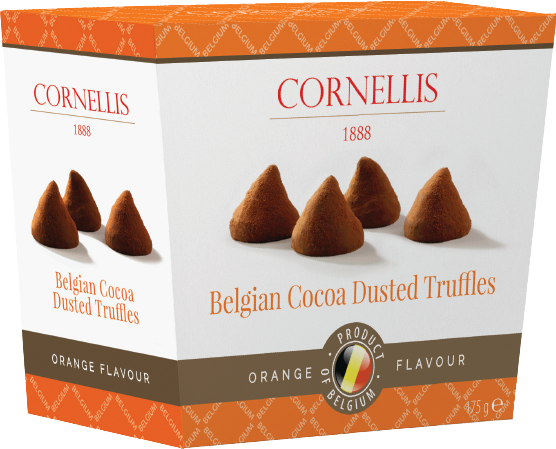 CORNELLIS
1888
Belgian Cocoa
Dusted Truffles
ORANGE FLAVOUR
CORNELLIS
1888
Belgian Cocoa Dusted Truffles
ORANGE FLAVOUR
PRODUCT OF BELGIUM
175 g e
BELGIUM